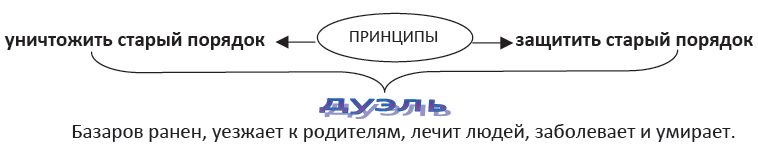 уничтожить старый порядок ПРИНЦИПЫ защитить старый порядок
ДУЭЛЬ
Базаров ранен, уезжает к родителям, лечит людей, заболевает и умирает.